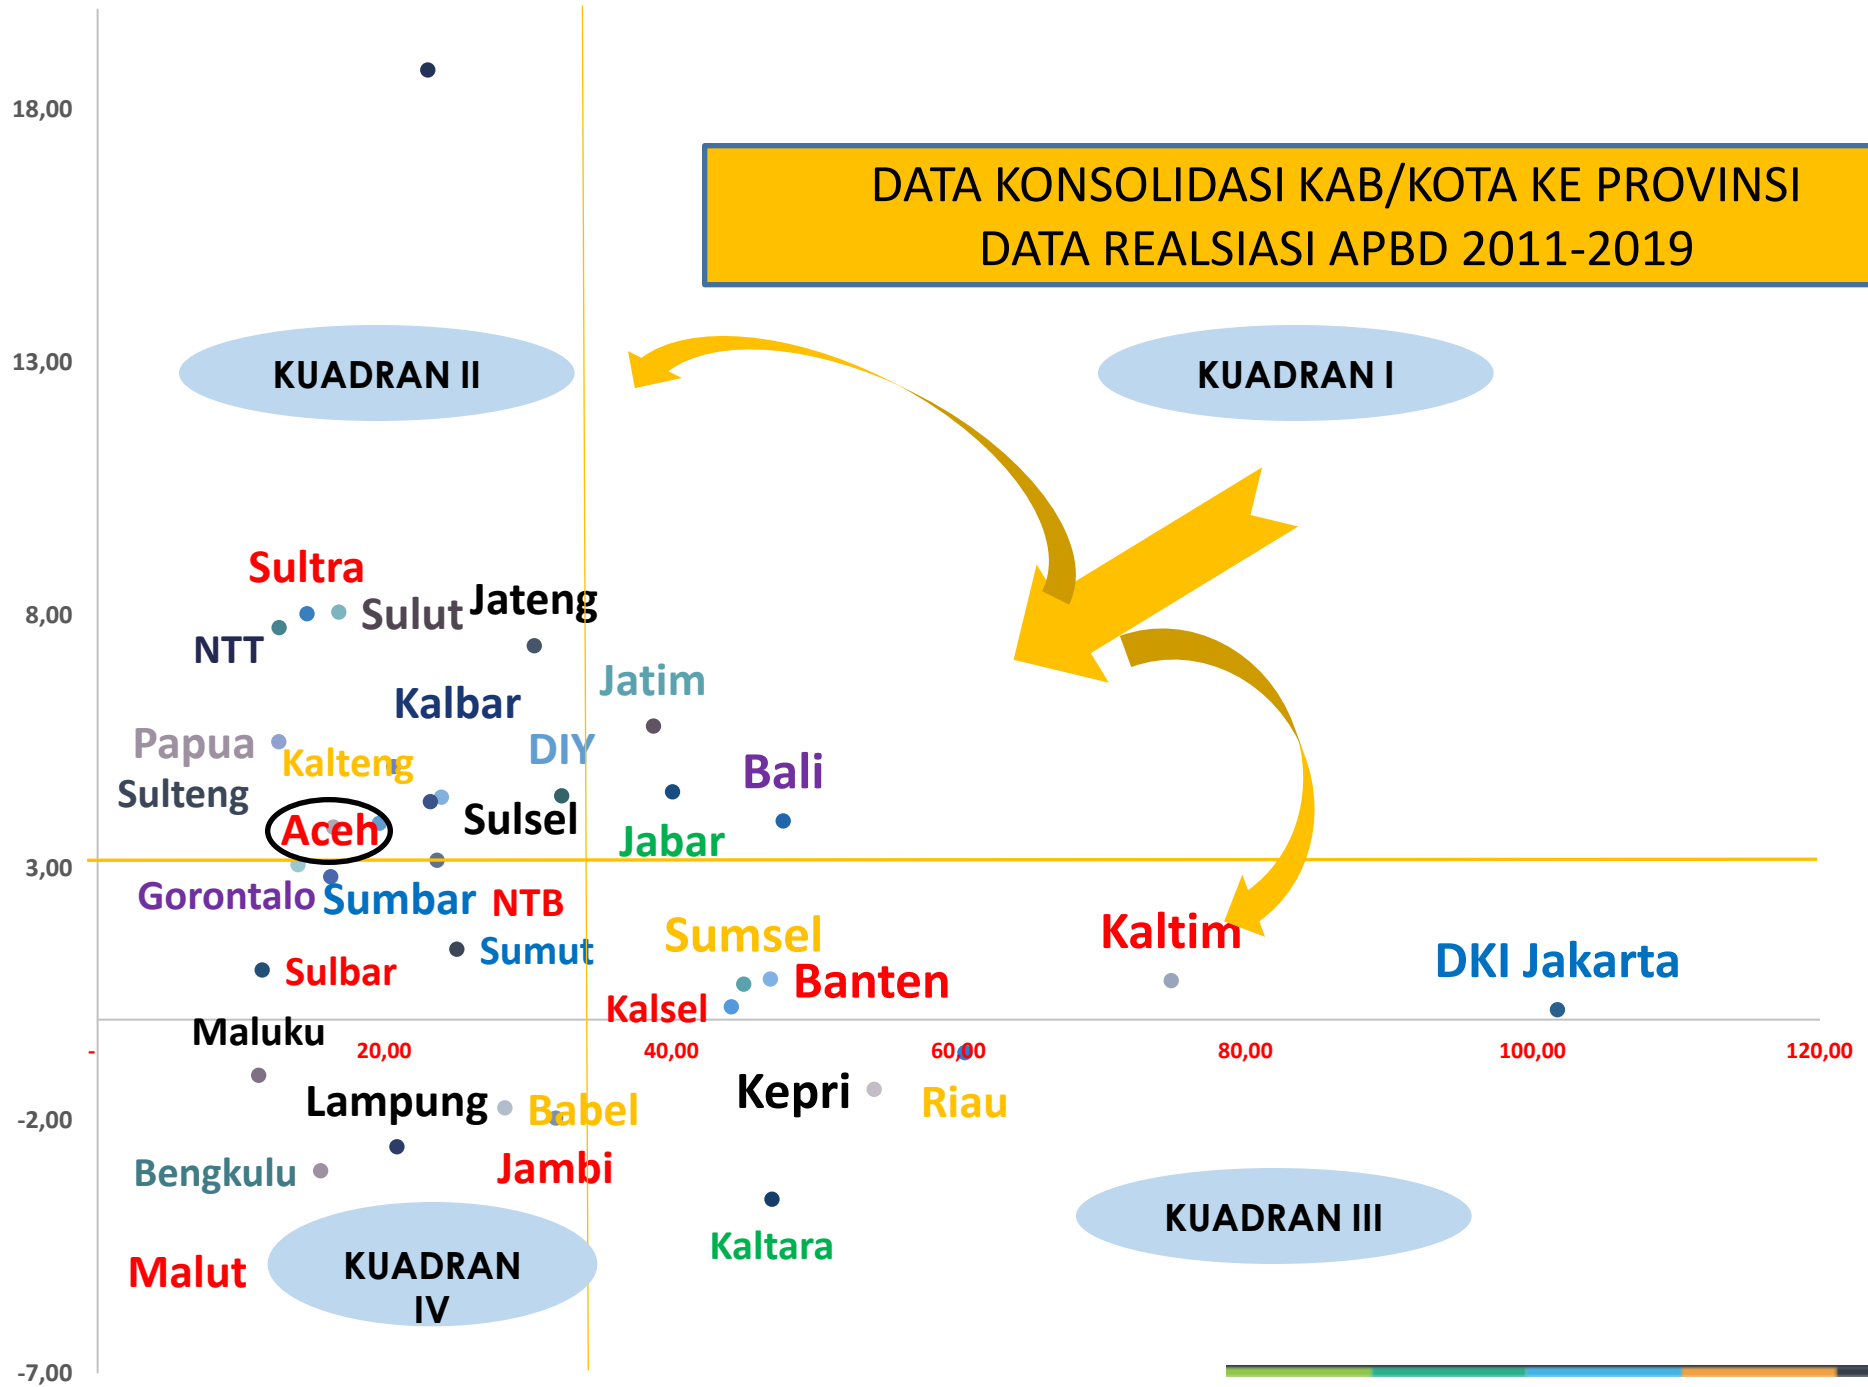 18,00
DATA KONSOLIDASI KAB/KOTA KE PROVINSI
DATA REALSIASI APBD 2011-2019
13,00
KUADRAN II
KUADRAN I
Sultra
Jateng
8,00
Sulut
NTT
Jatim
Kalbar
Papua
Kalteng
DIY
Bali
Sulteng
Aceh
Sulsel
Jabar
3,00
Gorontalo
Sumbar
NTB
Sumsel
Kaltim
Sumut
DKI Jakarta
Sulbar
Banten
Kalsel
Maluku
-
20,00
40,00
60,00
80,00
100,00
120,00
Lampung
Babel
Kepri
Riau
-2,00
Bengkulu
Jambi
KUADRAN III
Kaltara
Malut
KUADRAN
IV
-7,00